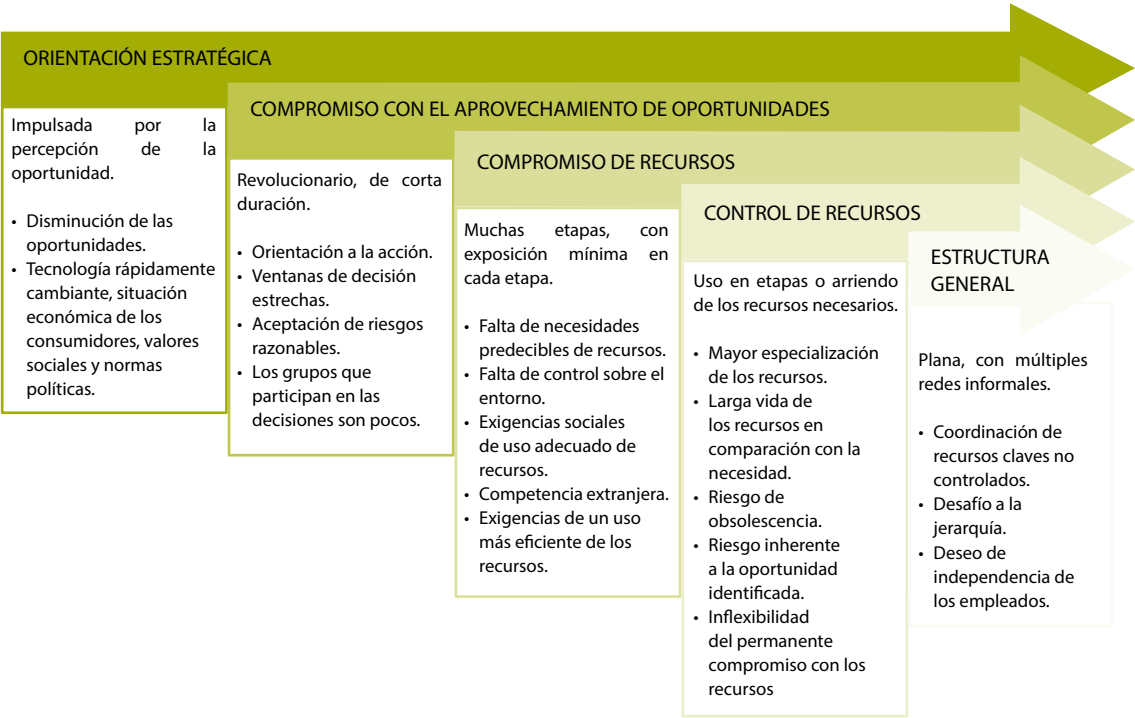 ORIENTACIÓN ESTRATÉGICA
Impulsada por la
percepción de la
oportunidad.
• Disminución de las
oportunidades.
• Tecnología rápidamente
cambiante, situación
económica de los
consumidores, valores
sociales y normas
políticas.
COMPROMISO CON EL APROVECHAMIENTO DE OPORTUNIDADES
Revolucionario, de corta
duración.
• Orientación a la acción.
• Ventanas de decisión
estrechas.
• Aceptación de riesgos
razonables.
• Los grupos que
participan en las
decisiones son pocos.
COMPROMISO DE RECURSOS
Muchas etapas, con
exposición mínima en
cada etapa.
• Falta de necesidades
predecibles de recursos.
• Falta de control sobre el
entorno.
• Exigencias sociales
de uso adecuado de
recursos.
• Competencia extranjera.
• Exigencias de un uso
más eficiente de los
recursos.
CONTROL DE RECURSOS
Uso en etapas o arriendo
de los recursos necesarios.
• Mayor especialización
de los recursos.
• Larga vida de
los recursos en
comparación con la
necesidad.
• Riesgo de
obsolescencia.
• Riesgo inherente
a la oportunidad
identificada.
• Inflexibilidad
del permanente
compromiso con los
recursos
ESTRUCTURA
GENERAL
Plana, con múltiples
redes informales.
• Coordinación de
recursos claves no
controlados.
• Desafío a la
jerarquía.
• Deseo de
independencia de
los empleados.